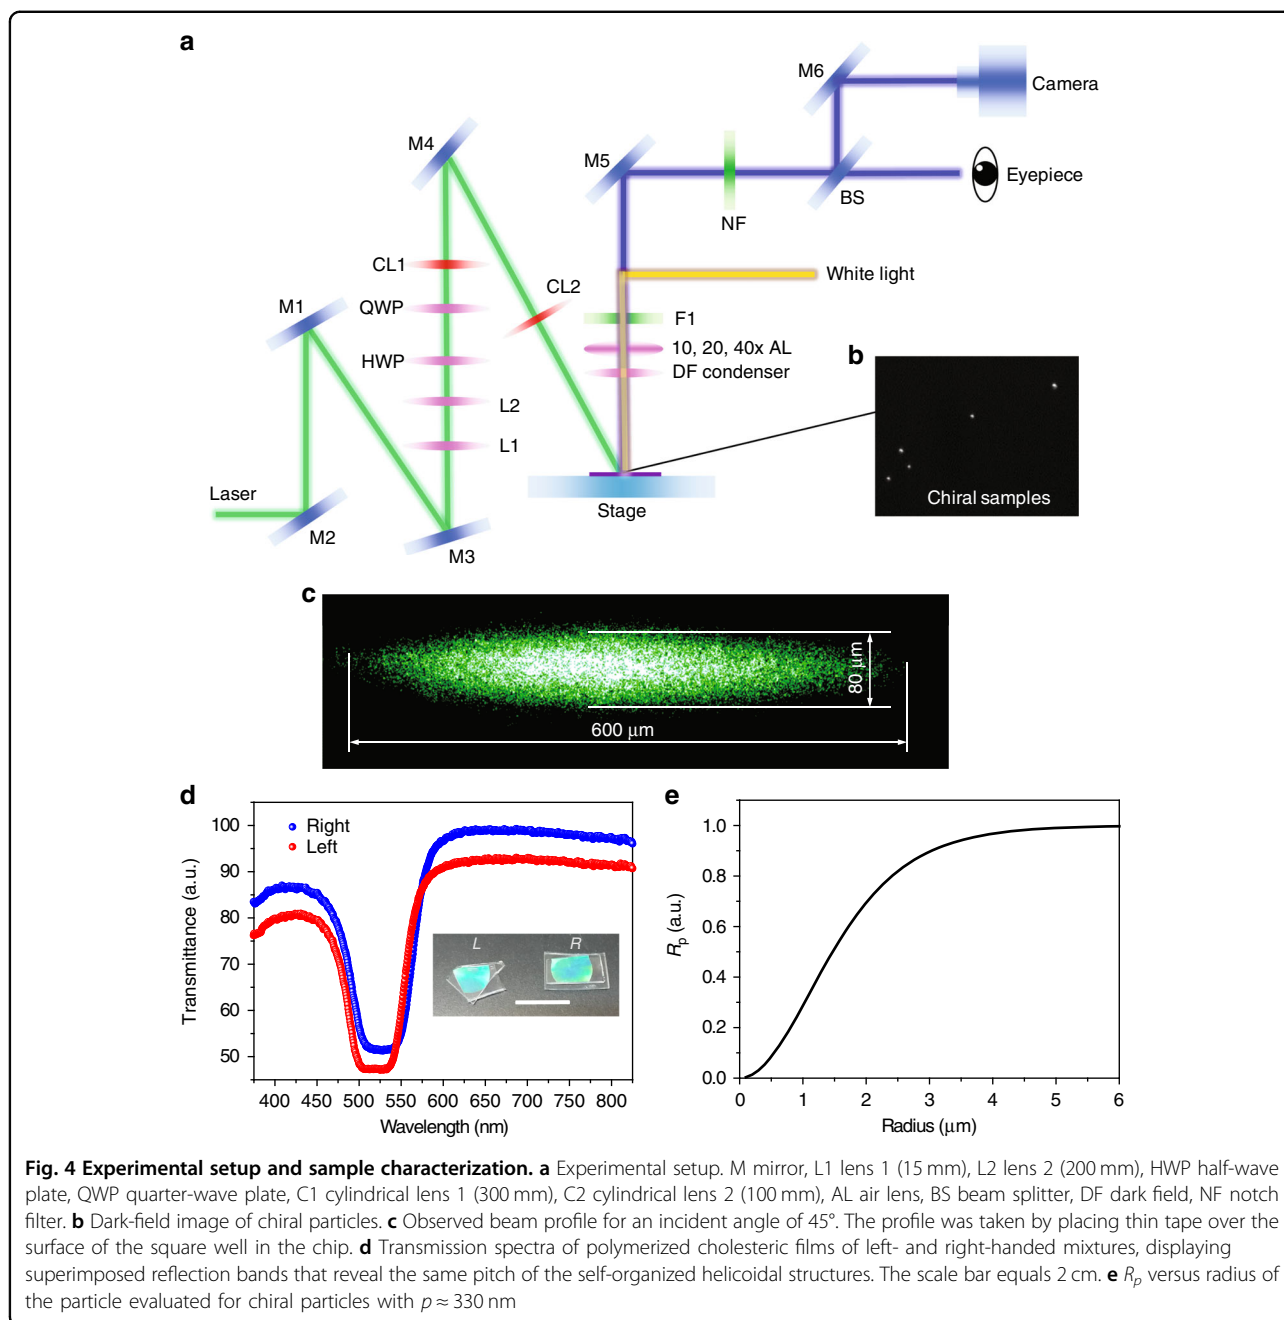 a
M6
Camera
M4
M5
Eyepiece
BS
NF
CL1
White light
CL2
M1
QWP
F1
10, 20, 40x AL
HWP
DF condenser
b
L2
L1
Laser
Chiral samples
Stage
M2
M3
c
80 μm
600 μm
d
100
90
80
70
60
50
Transmittance (a.u.)
Right
Left
L
R
400 450 500 550 600 650 700 750 800
Wavelength (nm)
e
1.0
0.8
0.6
0.4
0.2
0.0
Rp (a.u.)
0 1 2 3 4 5 6
Radius (μm)
Fig. 4 Experimental setup and sample characterization. a Experimental setup. M mirror, L1 lens 1 (15 mm), L2 lens 2 (200 mm), HWP half-wave
plate, QWP quarter-wave plate, C1 cylindrical lens 1 (300 mm), C2 cylindrical lens 2 (100 mm), AL air lens, BS beam splitter, DF dark field, NF notch
filter. b Dark-field image of chiral particles. c Observed beam profile for an incident angle of 45°. The profile was taken by placing thin tape over the
surface of the square well in the chip. d Transmission spectra of polymerized cholesteric films of left- and right-handed mixtures, displaying
superimposed reflection bands that reveal the same pitch of the self-organized helicoidal structures. The scale bar equals 2 cm. e Rp versus radius of
the particle evaluated for chiral particles with p ≈ 330 nm